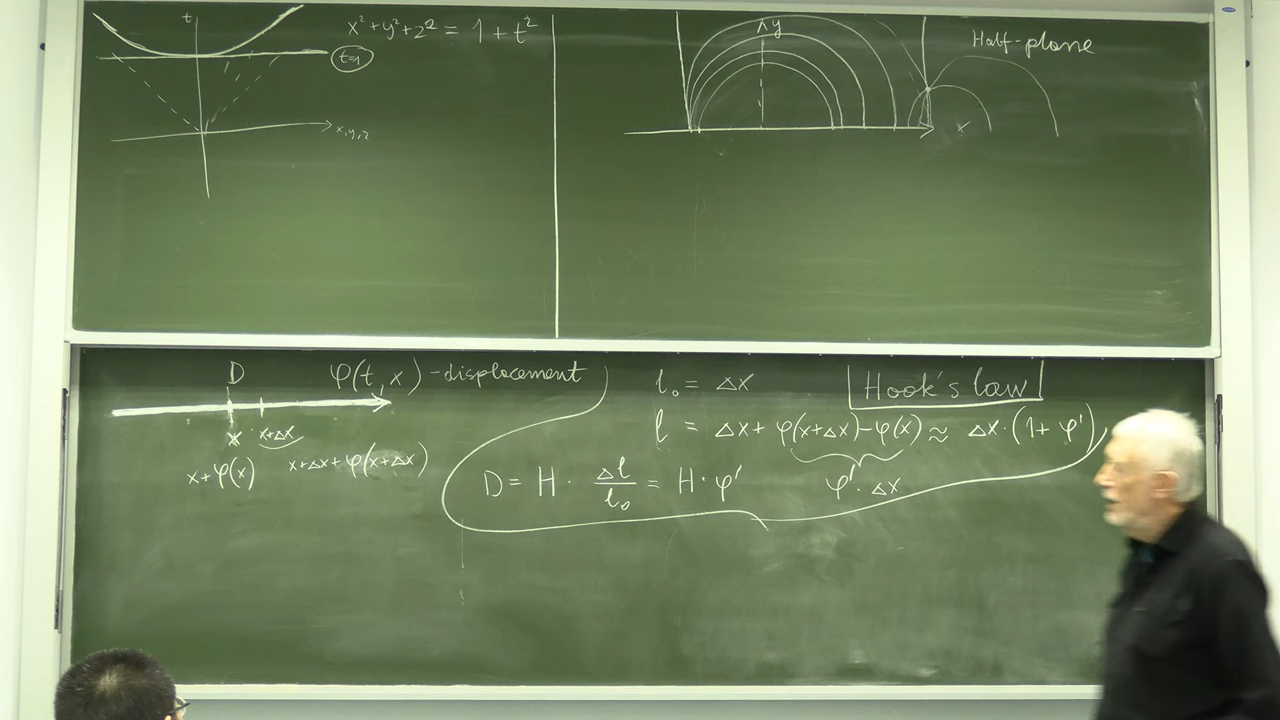 t
x²+y²+z² = 1+t²
t=1
x,y,z
y
Half-plane
x
D
φ(t,x) -displacement
x
x+Δx
x+φ(x)
x+Δx+φ(x+Δx)
l₀ = Δx
Hook's law
l = Δx+φ(x+Δx)-φ(x) ≈ Δx·(1+φ')
φ'·Δx
D = H · Δl/l₀ = H·φ'